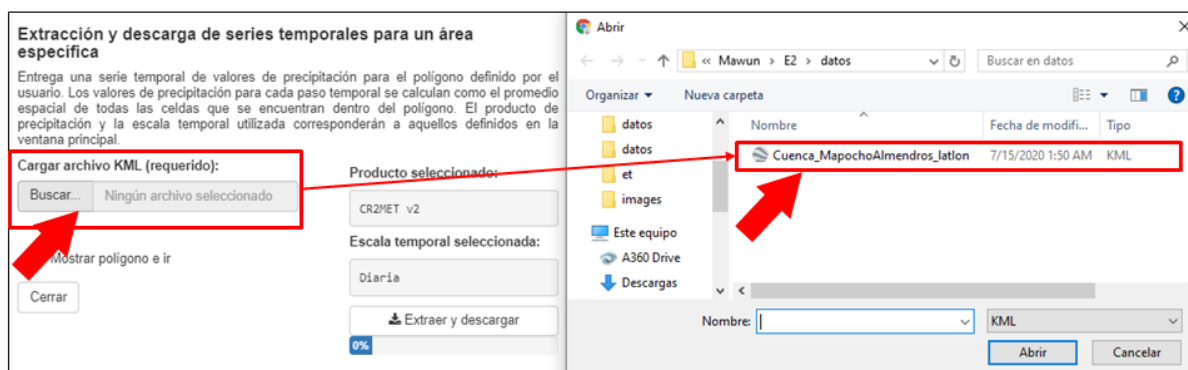 Extracción y descarga de series temporales para un área
específica
Entrega una serie temporal de valores de precipitación para el polígono definido por el
usuario. Los valores de precipitación para cada paso temporal se calculan como el promedio
espacial de todas las celdas que se encuentran dentro del polígono. El producto de
precipitación y la escala temporal utilizada corresponderán a aquellos definidos en la
ventana principal.
Cargar archivo KML (requerido):
Buscar... Ningún archivo seleccionado
Mostrar polígono e ir
Cerrar
Producto seleccionado:
CR2MET v2
Escala temporal seleccionada:
Diaria
Extraer y descargar
0%
Abrir
« Mawun > E2 > datos
Buscar en datos
Organizar
Nueva carpeta
datos
datos
et
images
Este equipo
A360 Drive
Descargas
Nombre Fecha de modifi... Tipo
Cuenca_MapochoAlmendros_latlon 7/15/2020 1:50 AM KML
Nombre:
KML
Abrir Cancelar